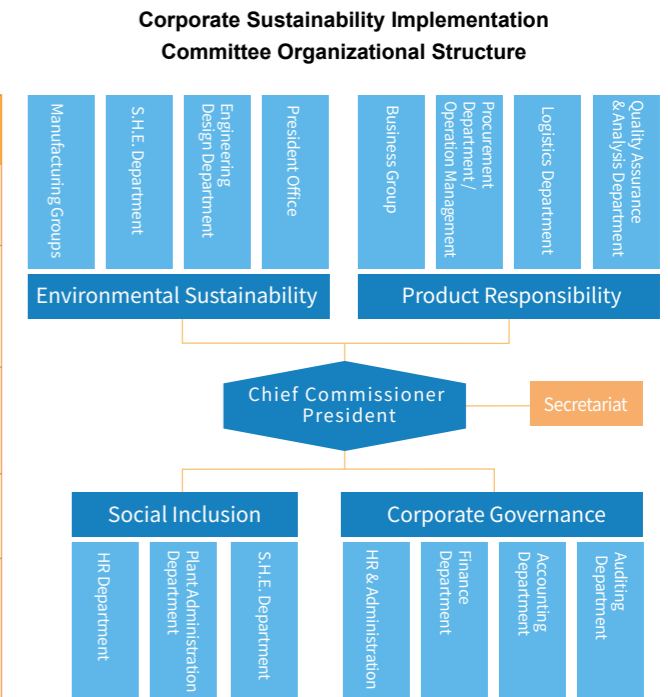 Corporate Sustainability Implementation
Committee Organizational Structure
Manufacturing Groups
S.H.E. Department
Engineering
Design Department
President Office
Business Group
Procurement
Department /
Operation Management
Logistics Department
Quality Assurance
& Analysis Department
Environmental Sustainability
Product Responsibility
Chief Commissioner
President
Secretariat
Social Inclusion
Corporate Governance
HR Department
Plant Administration
Department
S.H.E. Department
HR & Administration
Finance
Department
Accounting
Department
Auditing
Department